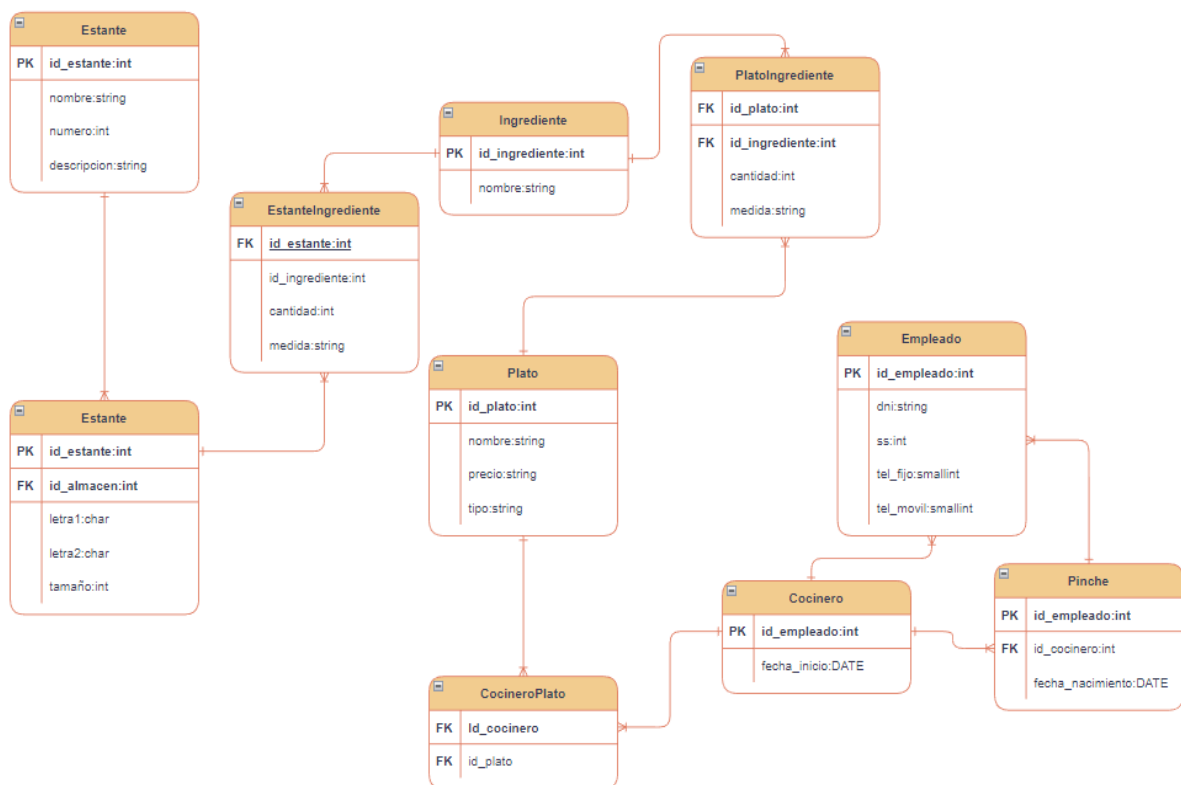 Estante
PK id_estante:int
nombre:string
numero:int
descripcion:string
Ingrediente
PK id_ingrediente:int
nombre:string
PlatoIngrediente
FK id_plato:int
FK id_ingrediente:int
cantidad:int
medida:string
EstanteIngrediente
FK id_estante:int
id_ingrediente:int
cantidad:int
medida:string
Estante
PK id_estante:int
FK id_almacen:int
letra1:char
letra2:char
tamaño:int
Plato
PK id_plato:int
nombre:string
precio:string
tipo:string
Empleado
PK id_empleado:int
dni:string
ss:int
tel_fijo:smallint
tel_movil:smallint
Cocinero
PK id_empleado:int
fecha_inicio:DATE
Pinche
PK id_empleado:int
FK id_cocinero:int
fecha_nacimiento:DATE
CocineroPlato
FK Id_cocinero
FK id_plato